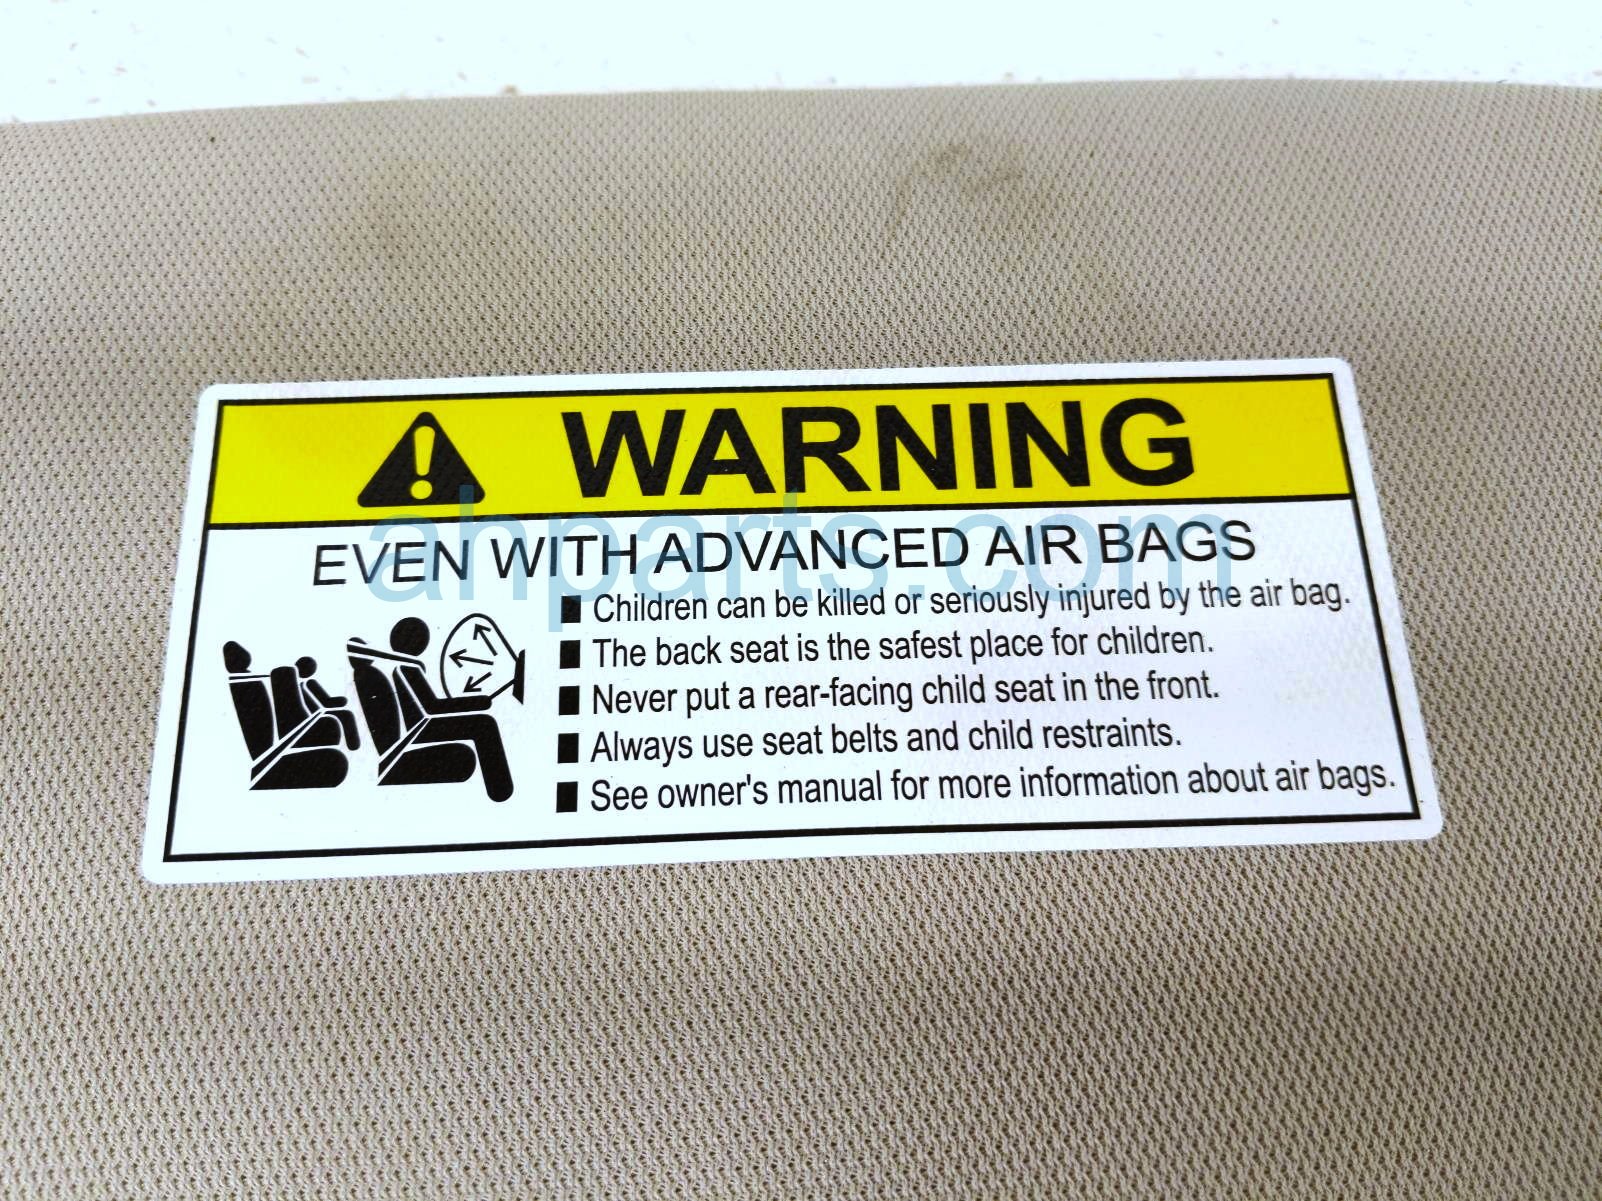 WARNING
EVEN WITH ADVANCED AIR BAGS
■ Children can be killed or seriously injured by the air bag.
■ The back seat is the safest place for children.
■ Never put a rear-facing child seat in the front.
■ Always use seat belts and child restraints.
■ See owner's manual for more information about air bags.
ahparts.com